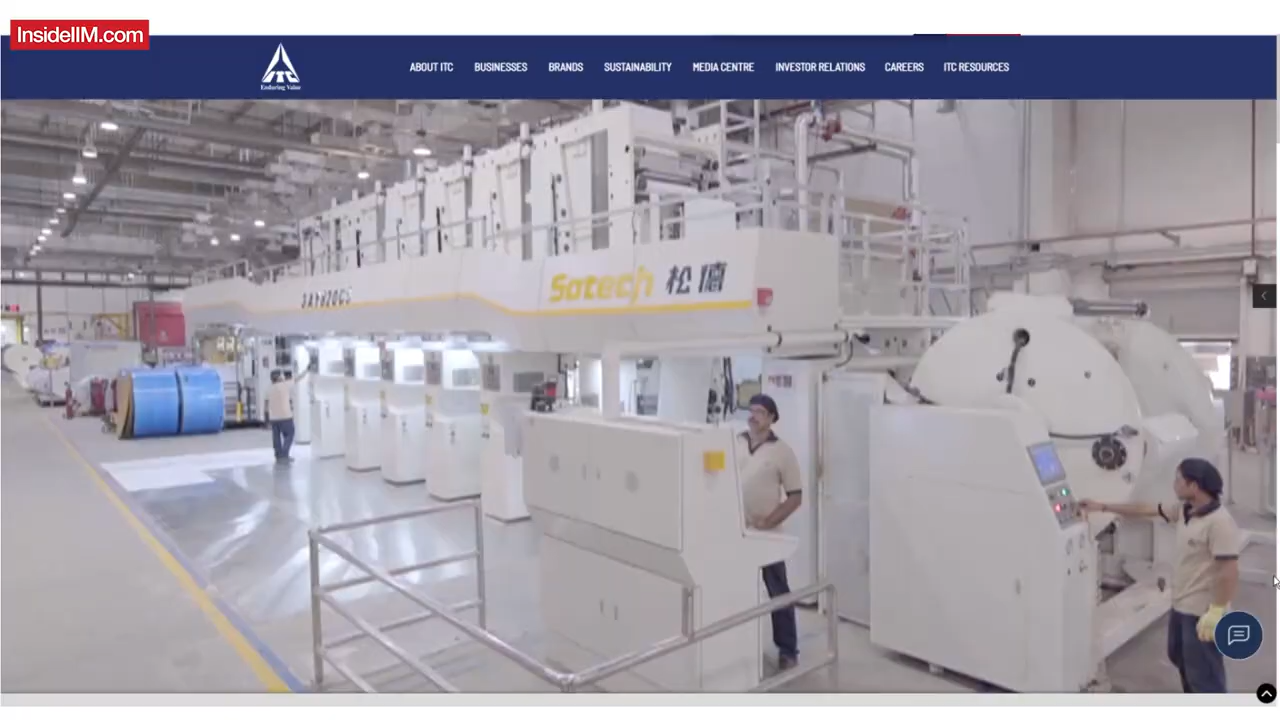 InsideIIM.com
ITC
Enduring Value
ABOUT ITC
BUSINESSES
BRANDS
SUSTAINABILITY
MEDIA CENTRE
INVESTOR RELATIONS
CAREERS
ITC RESOURCES
Sotech 松德